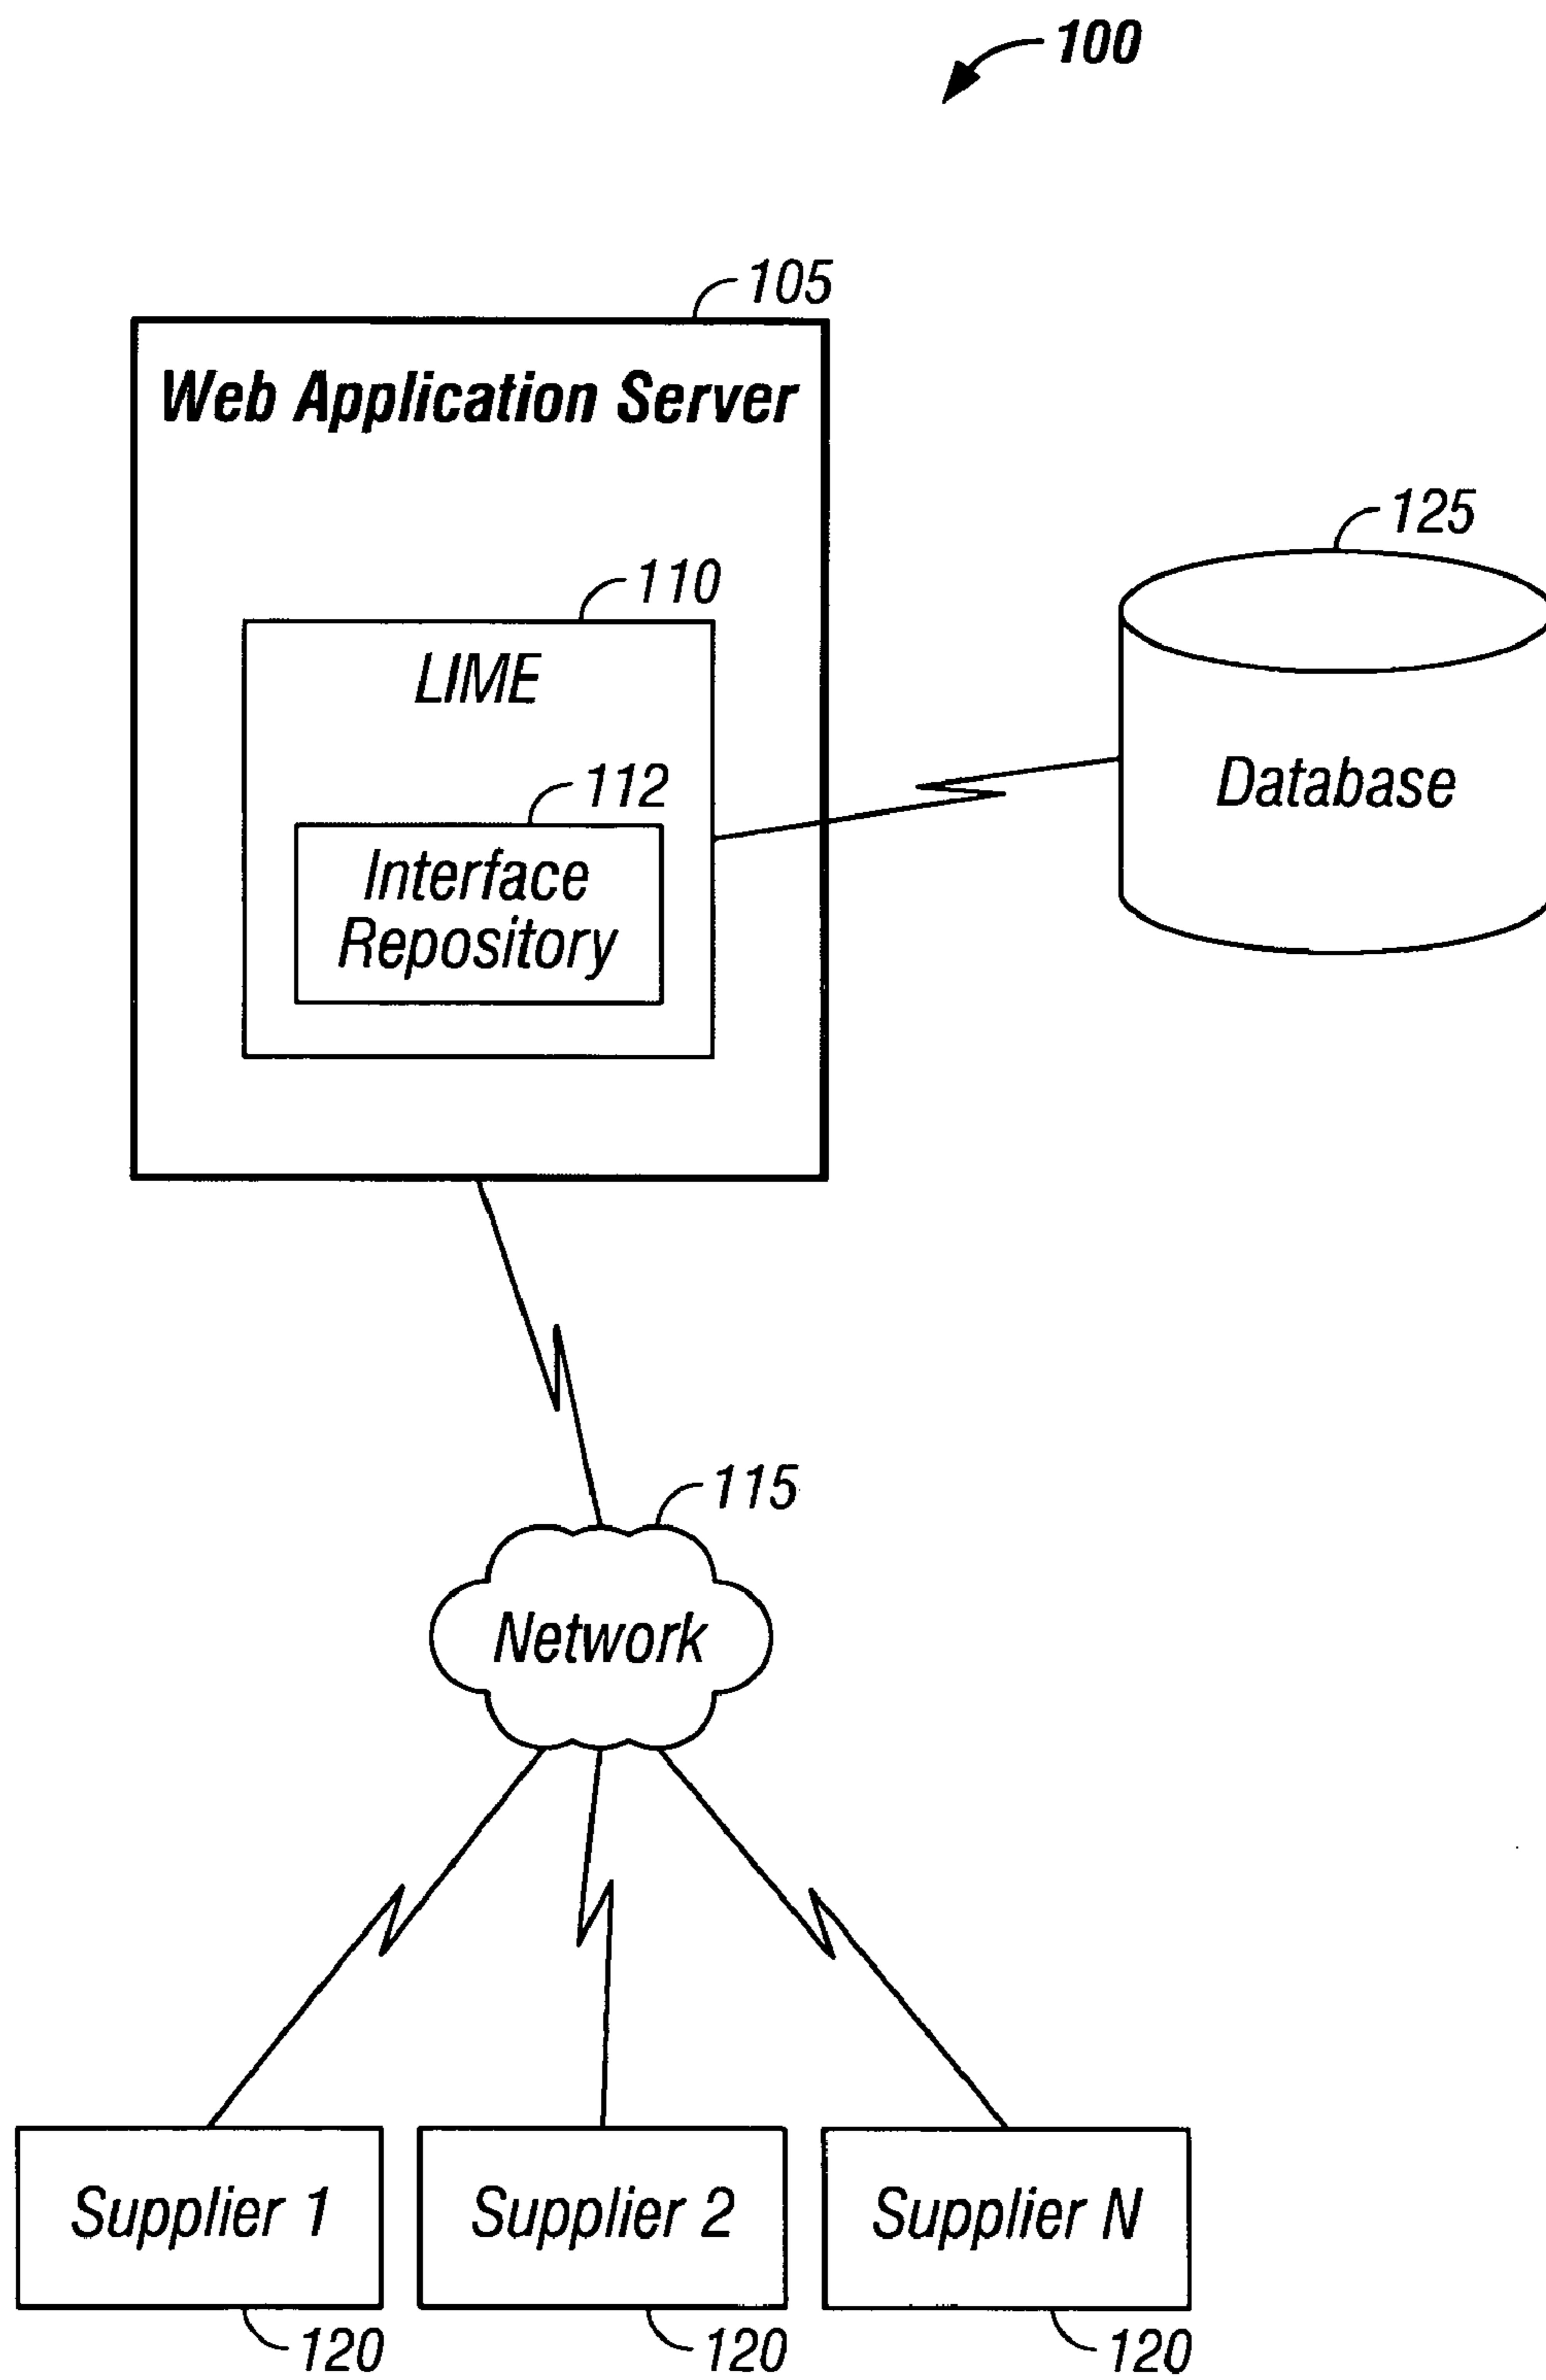 100
105
Web Application Server
125
110
LIME
112
Database
Interface
Repository
115
Network
Supplier 1
Supplier 2
Supplier N
120
120
120